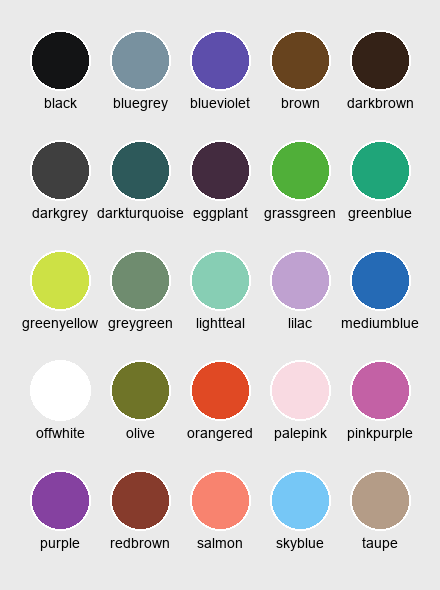 black bluegrey blueviolet brown darkbrown
darkgrey darkturquoise eggplant grassgreen greenblue
greenyellow greygreen lightteal lilac mediumblue
offwhite olive orangered palepink pinkpurple
purple redbrown salmon skyblue taupe